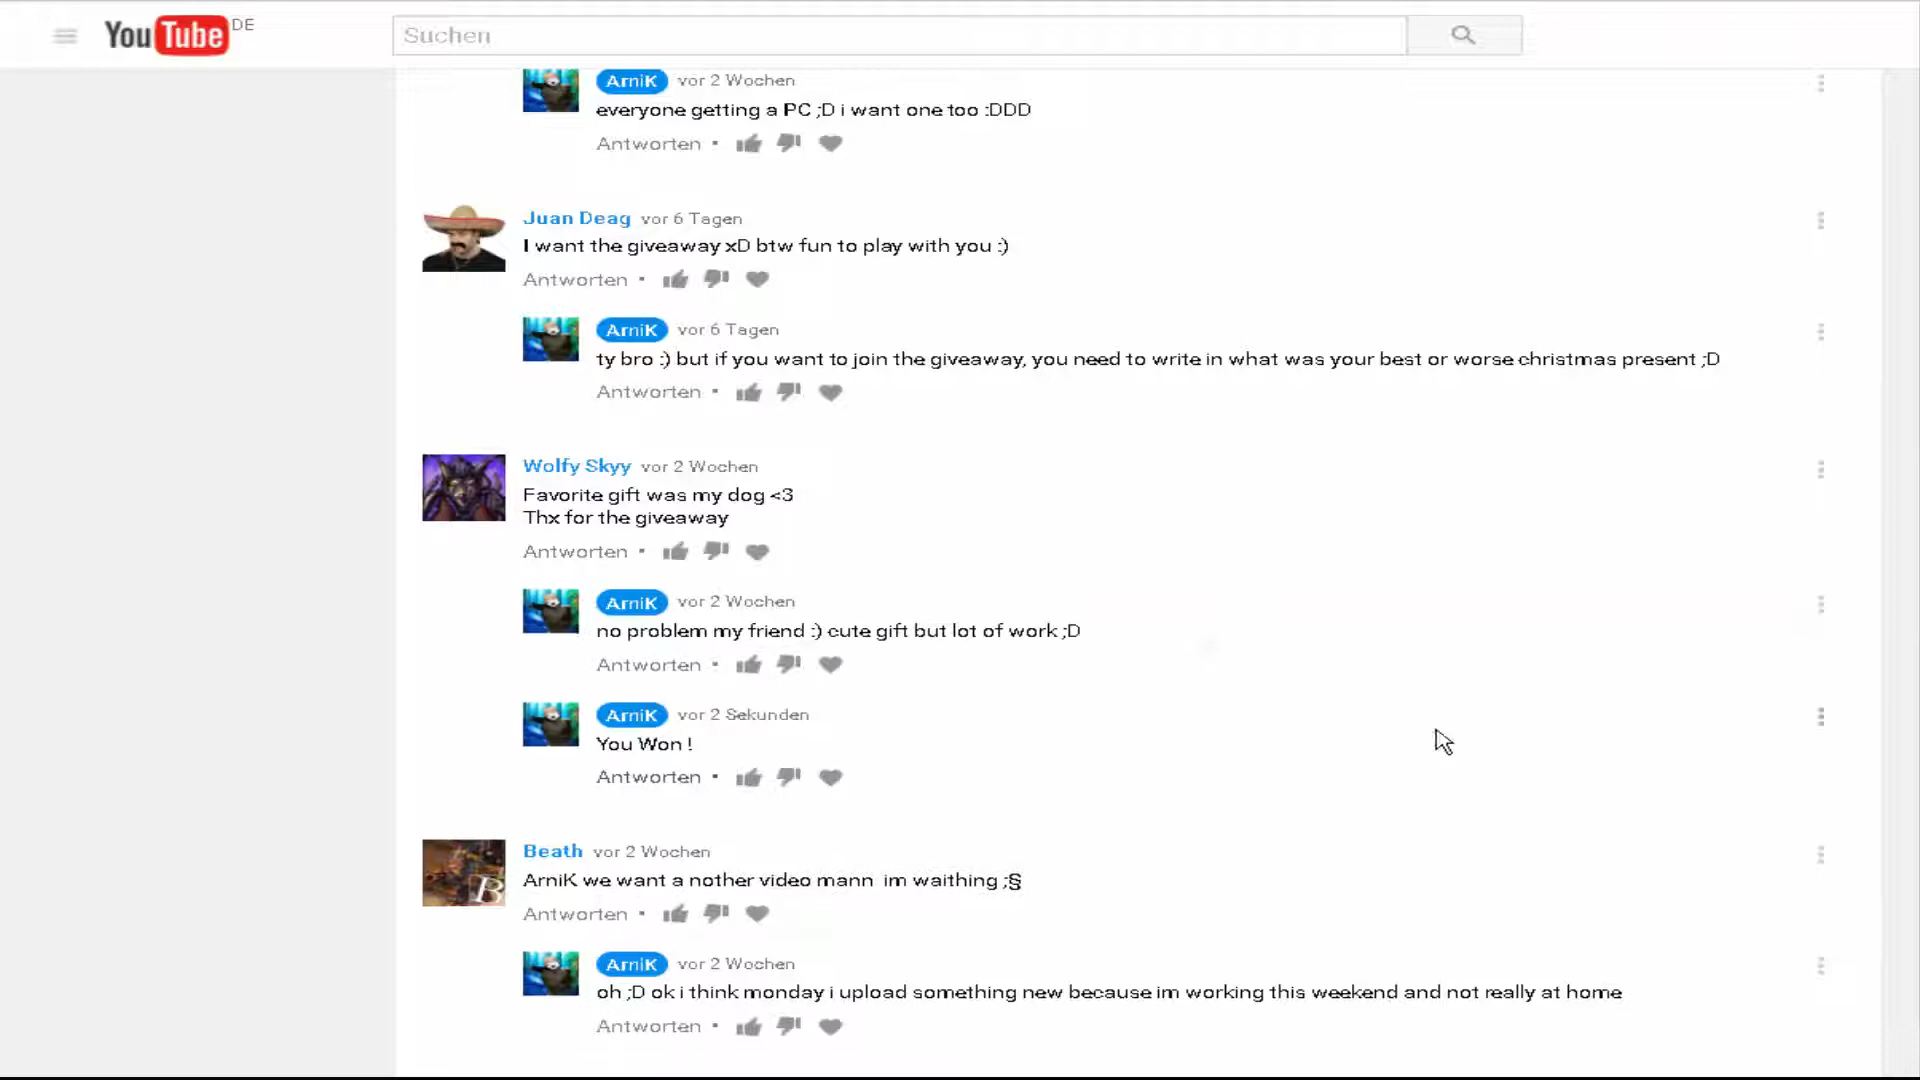 YouTube DE
Suchen
ArniK vor 2 Wochen
everyone getting a PC ;D i want one too :DDD
Antworten •
Juan Deag vor 6 Tagen
I want the giveaway xD btw fun to play with you :)
Antworten •
ArniK vor 6 Tagen
ty bro :) but if you want to join the giveaway, you need to write in what was your best or worse christmas present ;D
Antworten •
Wolfy Skyy vor 2 Wochen
Favorite gift was my dog <3
Thx for the giveaway
Antworten •
ArniK vor 2 Wochen
no problem my friend :) cute gift but lot of work ;D
Antworten •
ArniK vor 2 Sekunden
You Won !
Antworten •
B
Beath vor 2 Wochen
ArniK we want a nother video mann im waithing ;§
Antworten •
ArniK vor 2 Wochen
oh ;D ok i think monday i upload something new because im working this weekend and not really at home
Antworten •